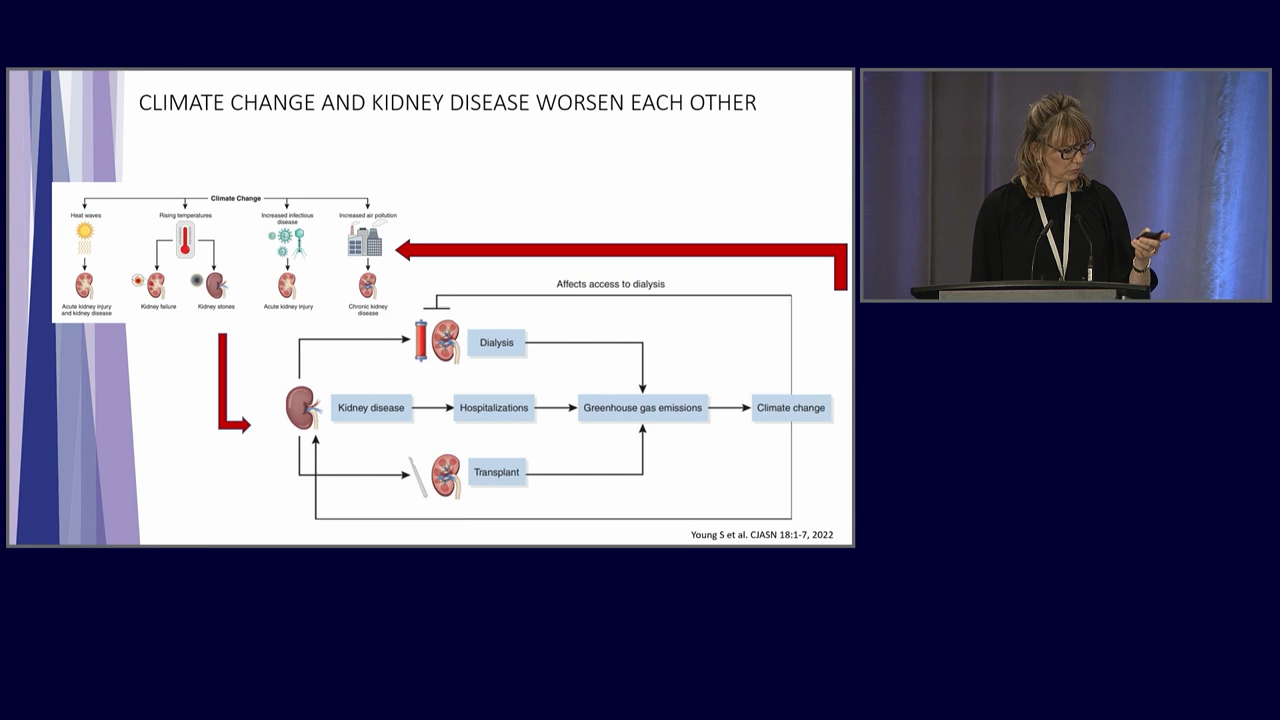 CLIMATE CHANGE AND KIDNEY DISEASE WORSEN EACH OTHER
Climate Change
Heat waves
Rising temperatures
Increased infectious
disease
Increased air pollution
Acute kidney injury
and kidney disease
Kidney failure
Kidney stones
Acute kidney injury
Chronic kidney
disease
Affects access to dialysis
Dialysis
Kidney disease
Hospitalizations
Greenhouse gas emissions
Climate change
Transplant
Young S et al. CJASN 18:1-7, 2022